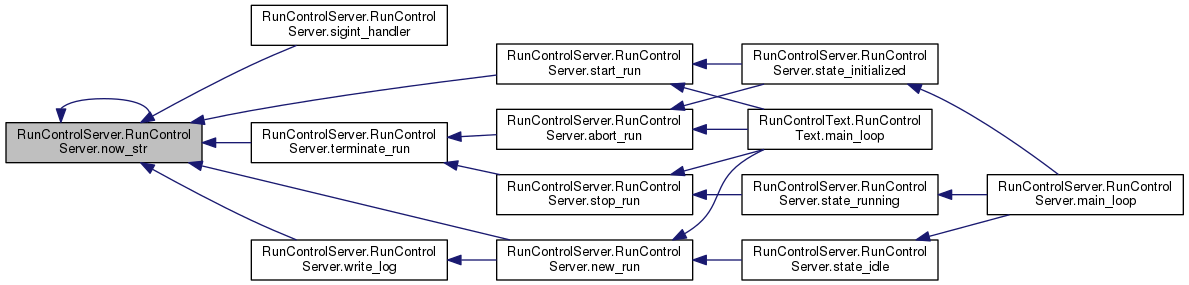 RunControlServer.RunControl
Server.sigint_handler
RunControlServer.RunControl
Server.start_run
RunControlServer.RunControl
Server.state_initialized
RunControlServer.RunControl
Server.now_str
RunControlServer.RunControl
Server.terminate_run
RunControlServer.RunControl
Server.abort_run
RunControlText.RunControl
Text.main_loop
RunControlServer.RunControl
Server.stop_run
RunControlServer.RunControl
Server.state_running
RunControlServer.RunControl
Server.main_loop
RunControlServer.RunControl
Server.write_log
RunControlServer.RunControl
Server.new_run
RunControlServer.RunControl
Server.state_idle